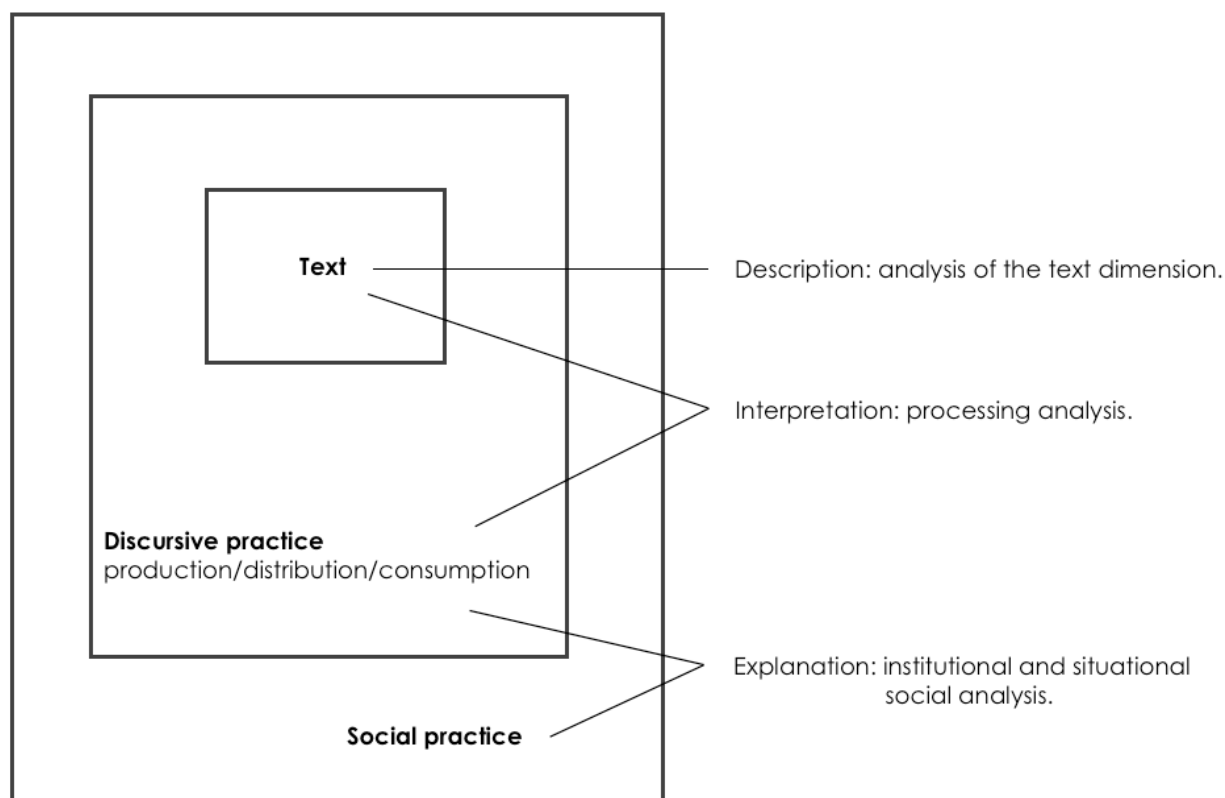 Text
Description: analysis of the text dimension.
Interpretation: processing analysis.
Discursive practice
production/distribution/consumption
Explanation: institutional and situational
social analysis.
Social practice